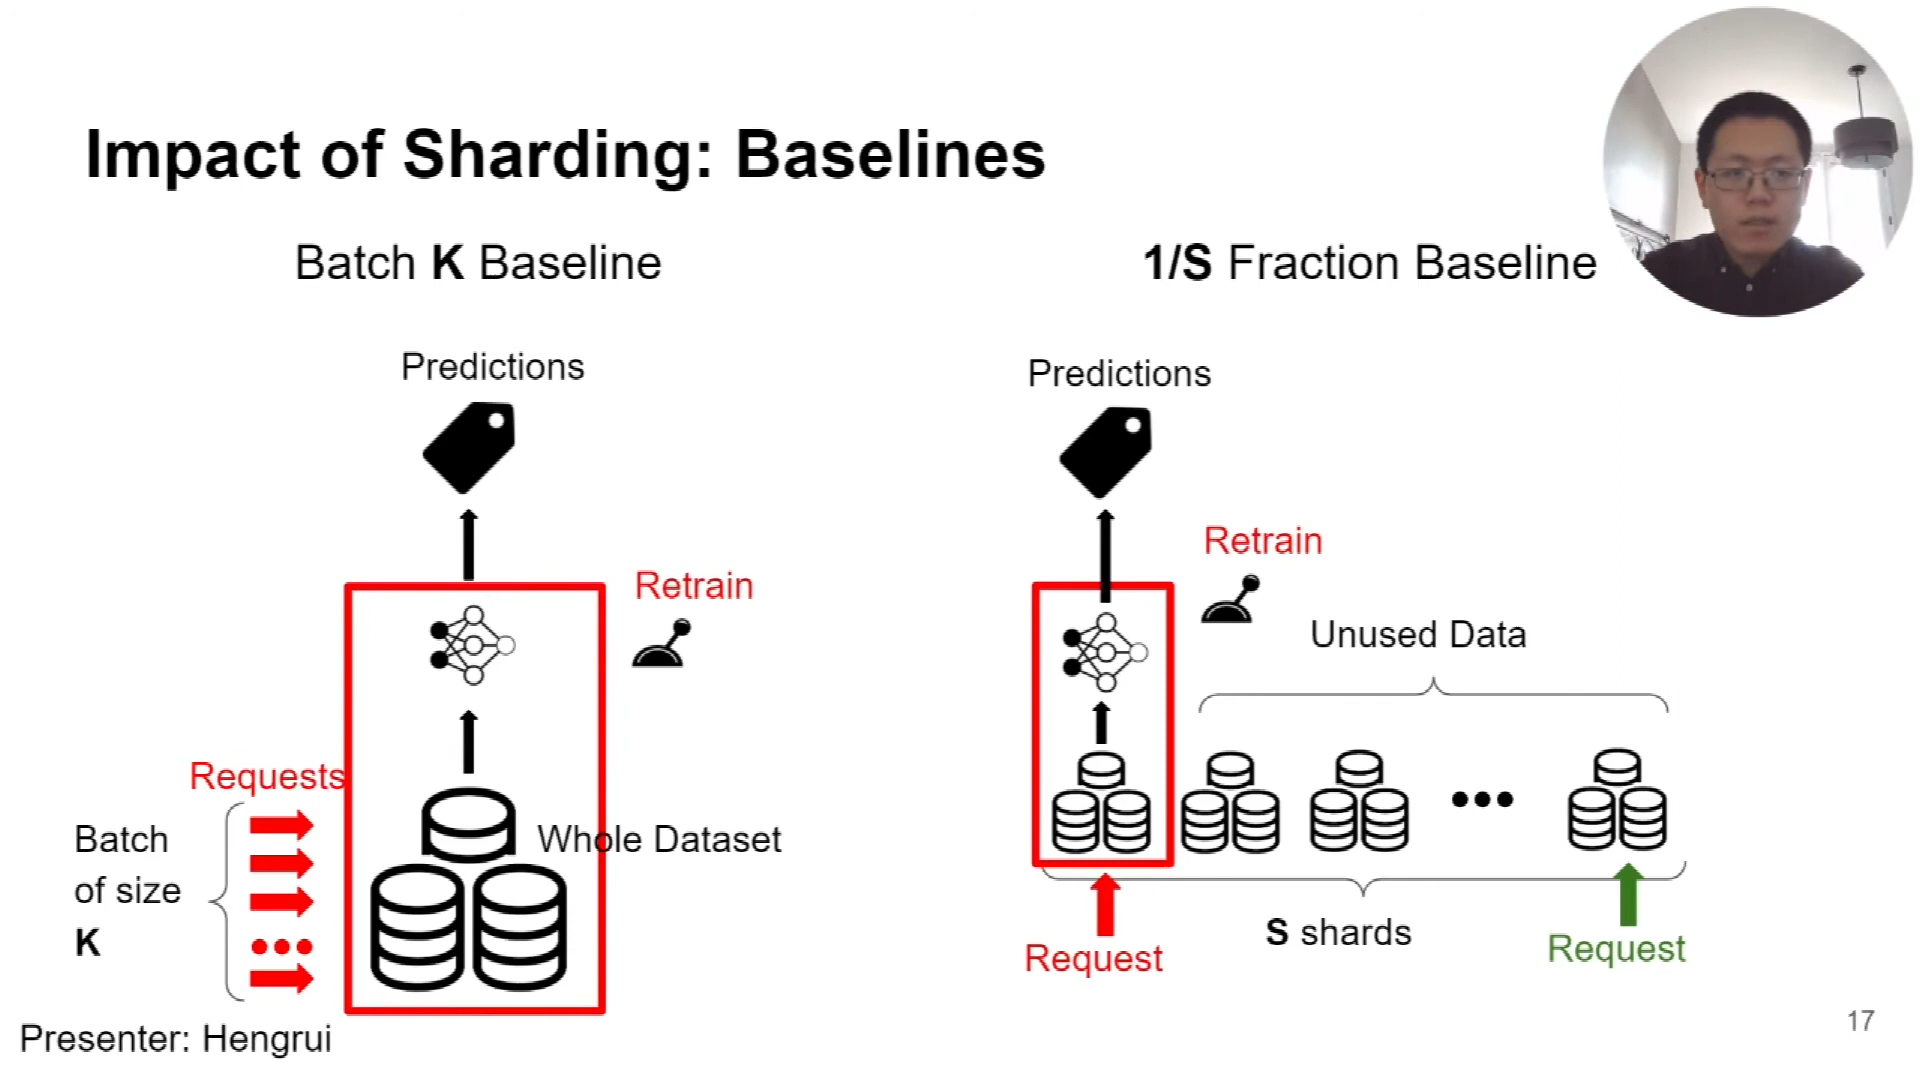 Impact of Sharding: Baselines
Batch K Baseline
Predictions
Retrain
Requests
Batch
of size
K
Whole Dataset
Presenter: Hengrui
1/S Fraction Baseline
Predictions
Retrain
Unused Data
S shards
Request
Request
17